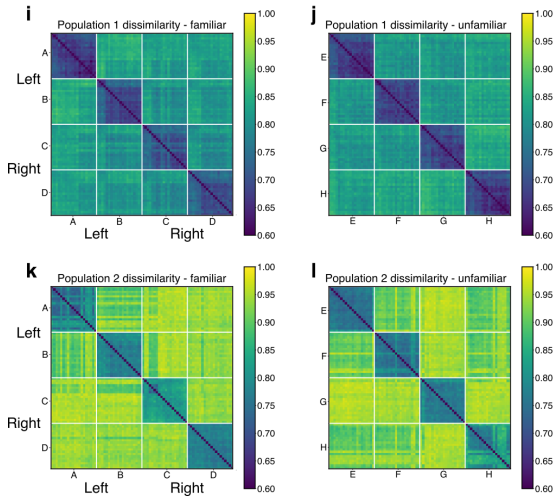 i
Population 1 dissimilarity - familiar
A
B
C
D
Left
Right
A B C D
Left Right
1.00
0.95
0.90
0.85
0.80
0.75
0.70
0.65
0.60
j
Population 1 dissimilarity - unfamiliar
E
F
G
H
E F G H
1.00
0.95
0.90
0.85
0.80
0.75
0.70
0.65
0.60
k
Population 2 dissimilarity - familiar
A
B
C
D
Left
Right
A B C D
Left Right
1.00
0.95
0.90
0.85
0.80
0.75
0.70
0.65
0.60
l
Population 2 dissimilarity - unfamiliar
E
F
G
H
E F G H
1.00
0.95
0.90
0.85
0.80
0.75
0.70
0.65
0.60